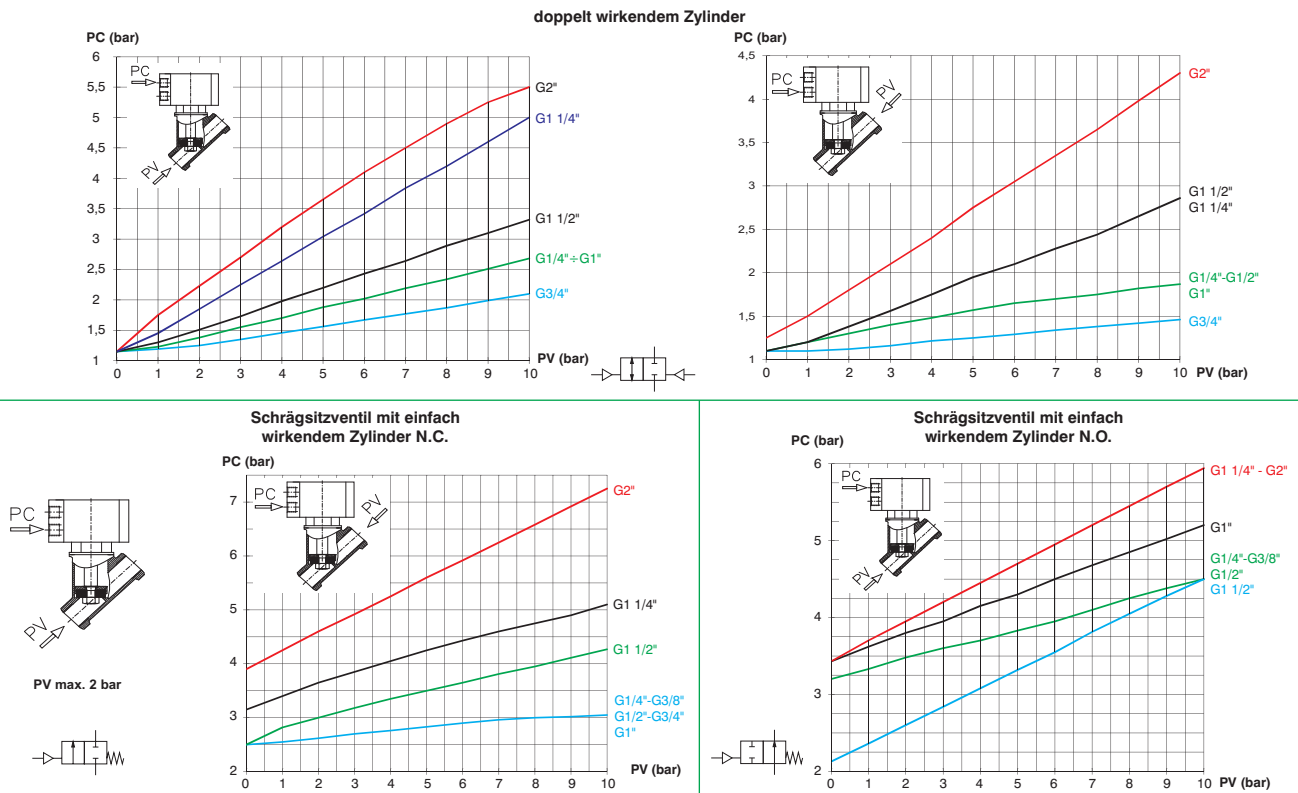 doppelt wirkendem Zylinder
PC (bar)
6
5,5
5
4,5
4
3,5
3
2,5
2
1,5
1
0 1 2 3 4 5 6 7 8 9 10
PV (bar)
PC
PV
G2"
G1 1/4"
G1 1/2"
G1/4"÷G1"
G3/4"
PC (bar)
4,5
4
3,5
3
2,5
2
1,5
1
0 1 2 3 4 5 6 7 8 9 10 PV (bar)
PC
PV
G2"
G1 1/2"
G1 1/4"
G1/4"-G1/2"
G1"
G3/4"
Schrägsitzventil mit einfach
wirkendem Zylinder N.C.
PC
PV
PV max. 2 bar
PC (bar)
7
6
5
4
3
2
0 1 2 3 4 5 6 7 8 9 10
PV (bar)
PC
PV
G2"
G1 1/4"
G1 1/2"
G1/4"-G3/8"
G1/2"-G3/4"
G1"
Schrägsitzventil mit einfach
wirkendem Zylinder N.O.
PC (bar)
6
5
4
3
2
0 1 2 3 4 5 6 7 8 9 10 PV (bar)
PC
PV
G1 1/4" - G2"
G1"
G1/4"-G3/8"
G1/2"
G1 1/2"